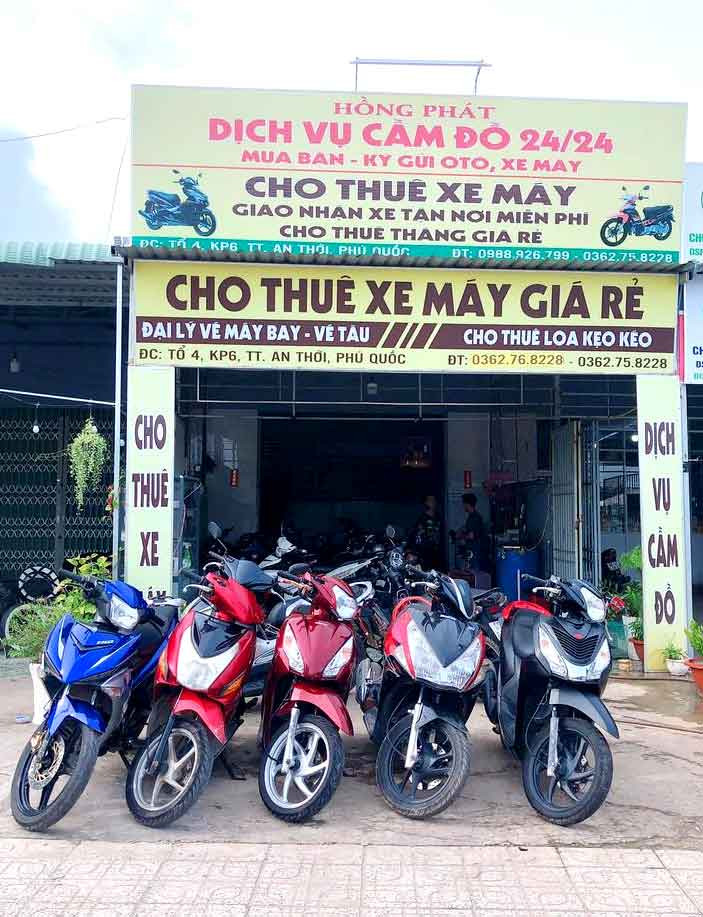 HỒNG PHÁT
DỊCH VỤ CẦM ĐỒ 24/24
MUA BÁN - KÝ GỬI OTO, XE MÁY
CHO THUÊ XE MÁY
GIAO NHẬN XE TẬN NƠI MIỄN PHÍ
CHO THUÊ THÁNG GIÁ RẺ
ĐC: TỔ 4, KP6, TT. AN THỚI, PHÚ QUỐC ĐT: 0988.926.799 - 0362.75.8228
CHO THUÊ XE MÁY GIÁ RẺ
ĐẠI LÝ VÉ MÁY BAY - VÉ TÀU //// CHO THUÊ LOA KẸO KÉO
ĐC: TỔ 4, KP6, TT. AN THỚI, PHÚ QUỐC ĐT: 0362.76.8228 - 0362.75.8228
CHO
THUÊ
XE
DỊCH
VỤ
CẦM
ĐỒ